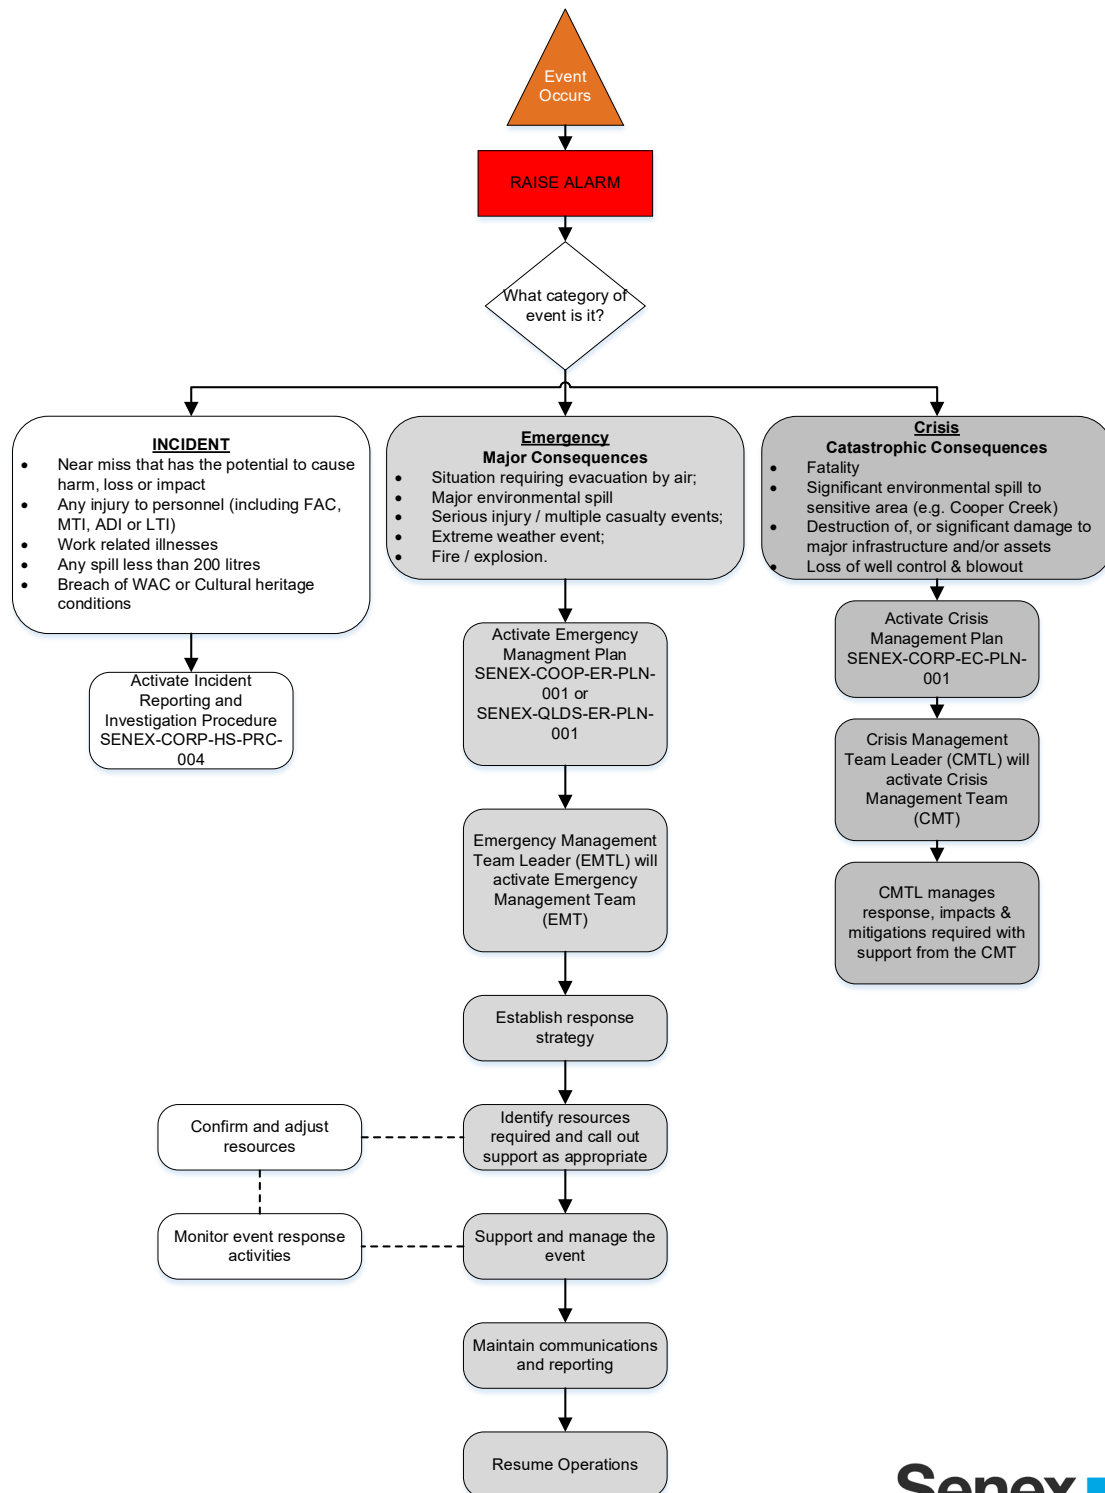 Event
Occurs
RAISE ALARM
What category of
event is it?
INCIDENT
• Near miss that has the potential to cause
harm, loss or impact
• Any injury to personnel (including FAC,
MTI, ADI or LTI)
• Work related illnesses
• Any spill less than 200 litres
• Breach of WAC or Cultural heritage
conditions
Activate Incident
Reporting and
Investigation Procedure
SENEX-CORP-HS-PRC-
004
Emergency
Major Consequences
• Situation requiring evacuation by air;
• Major environmental spill
• Serious injury / multiple casualty events;
• Extreme weather event;
• Fire / explosion.
Activate Emergency
Managment Plan
SENEX-COOP-ER-PLN-
001 or
SENEX-QLDS-ER-PLN-
001
Emergency Management
Team Leader (EMTL) will
activate Emergency
Management Team
(EMT)
Establish response
strategy
Identify resources
required and call out
support as appropriate
Confirm and adjust
resources
Monitor event response
activities
Support and manage the
event
Maintain communications
and reporting
Resume Operations
Crisis
Catastrophic Consequences
• Fatality
• Significant environmental spill to
sensitive area (e.g. Cooper Creek)
• Destruction of, or significant damage to
major infrastructure and/or assets
• Loss of well control & blowout
Activate Crisis
Management Plan
SENEX-CORP-EC-PLN-
001
Crisis Management
Team Leader (CMTL) will
activate Crisis
Management Team
(CMT)
CMTL manages
response, impacts &
mitigations required with
support from the CMT
Senex